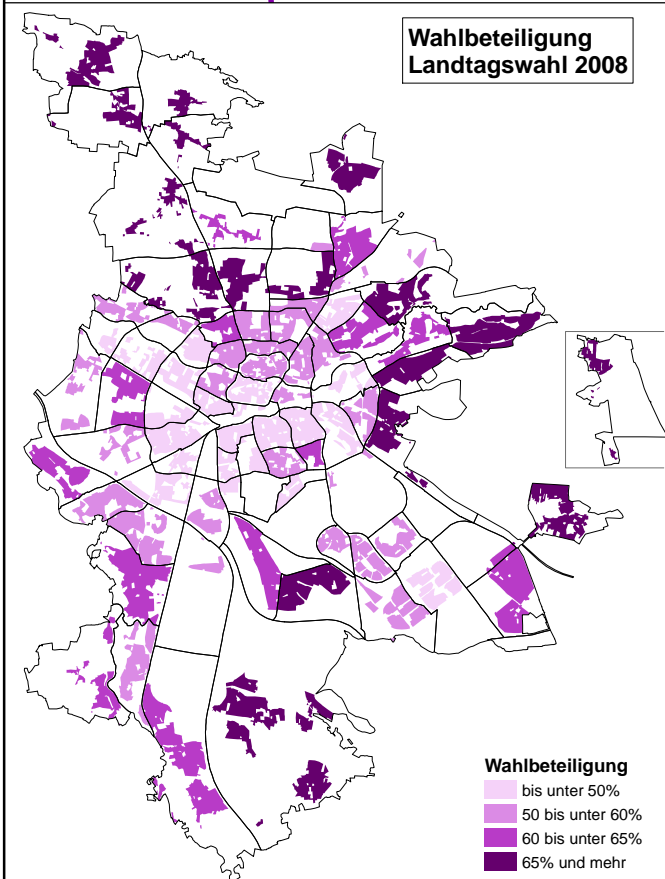 Wahlbeteiligung
Landtagswahl 2008
Wahlbeteiligung
bis unter 50%
50 bis unter 60%
60 bis unter 65%
65% und mehr